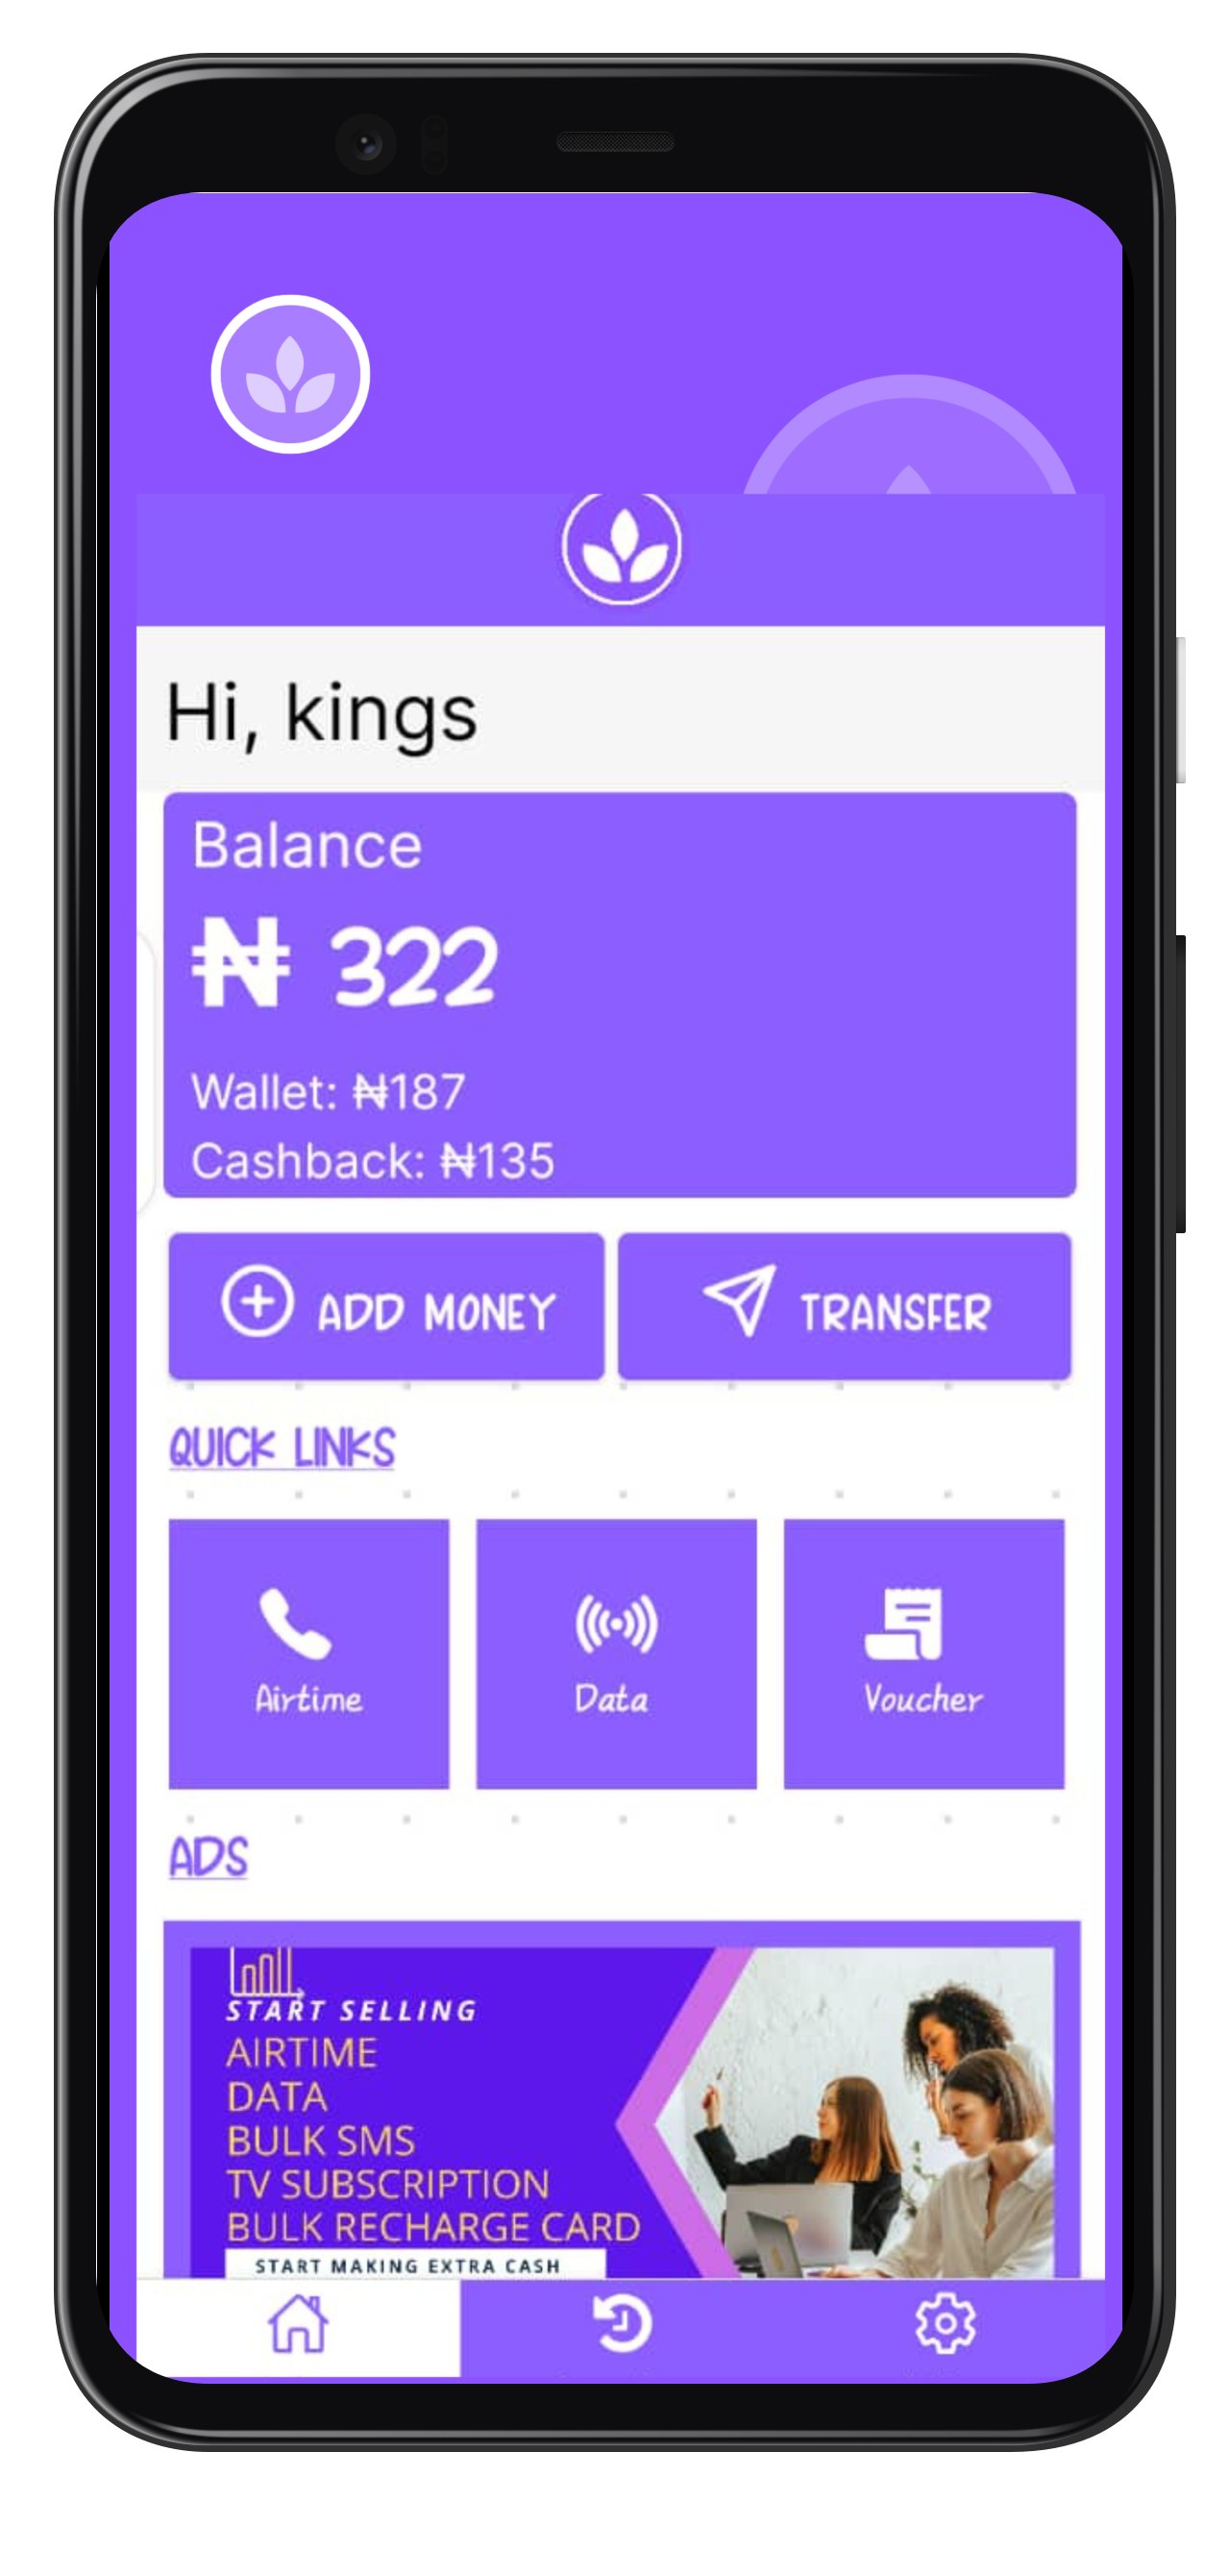 Hi, kings
Balance
₦ 322
Wallet: ₦187
Cashback: ₦135
ADD MONEY
TRANSFER
QUICK LINKS
Airtime
Data
Voucher
ADS
START SELLING
AIRTIME
DATA
BULK SMS
TV SUBSCRIPTION
BULK RECHARGE CARD
START MAKING EXTRA CASH